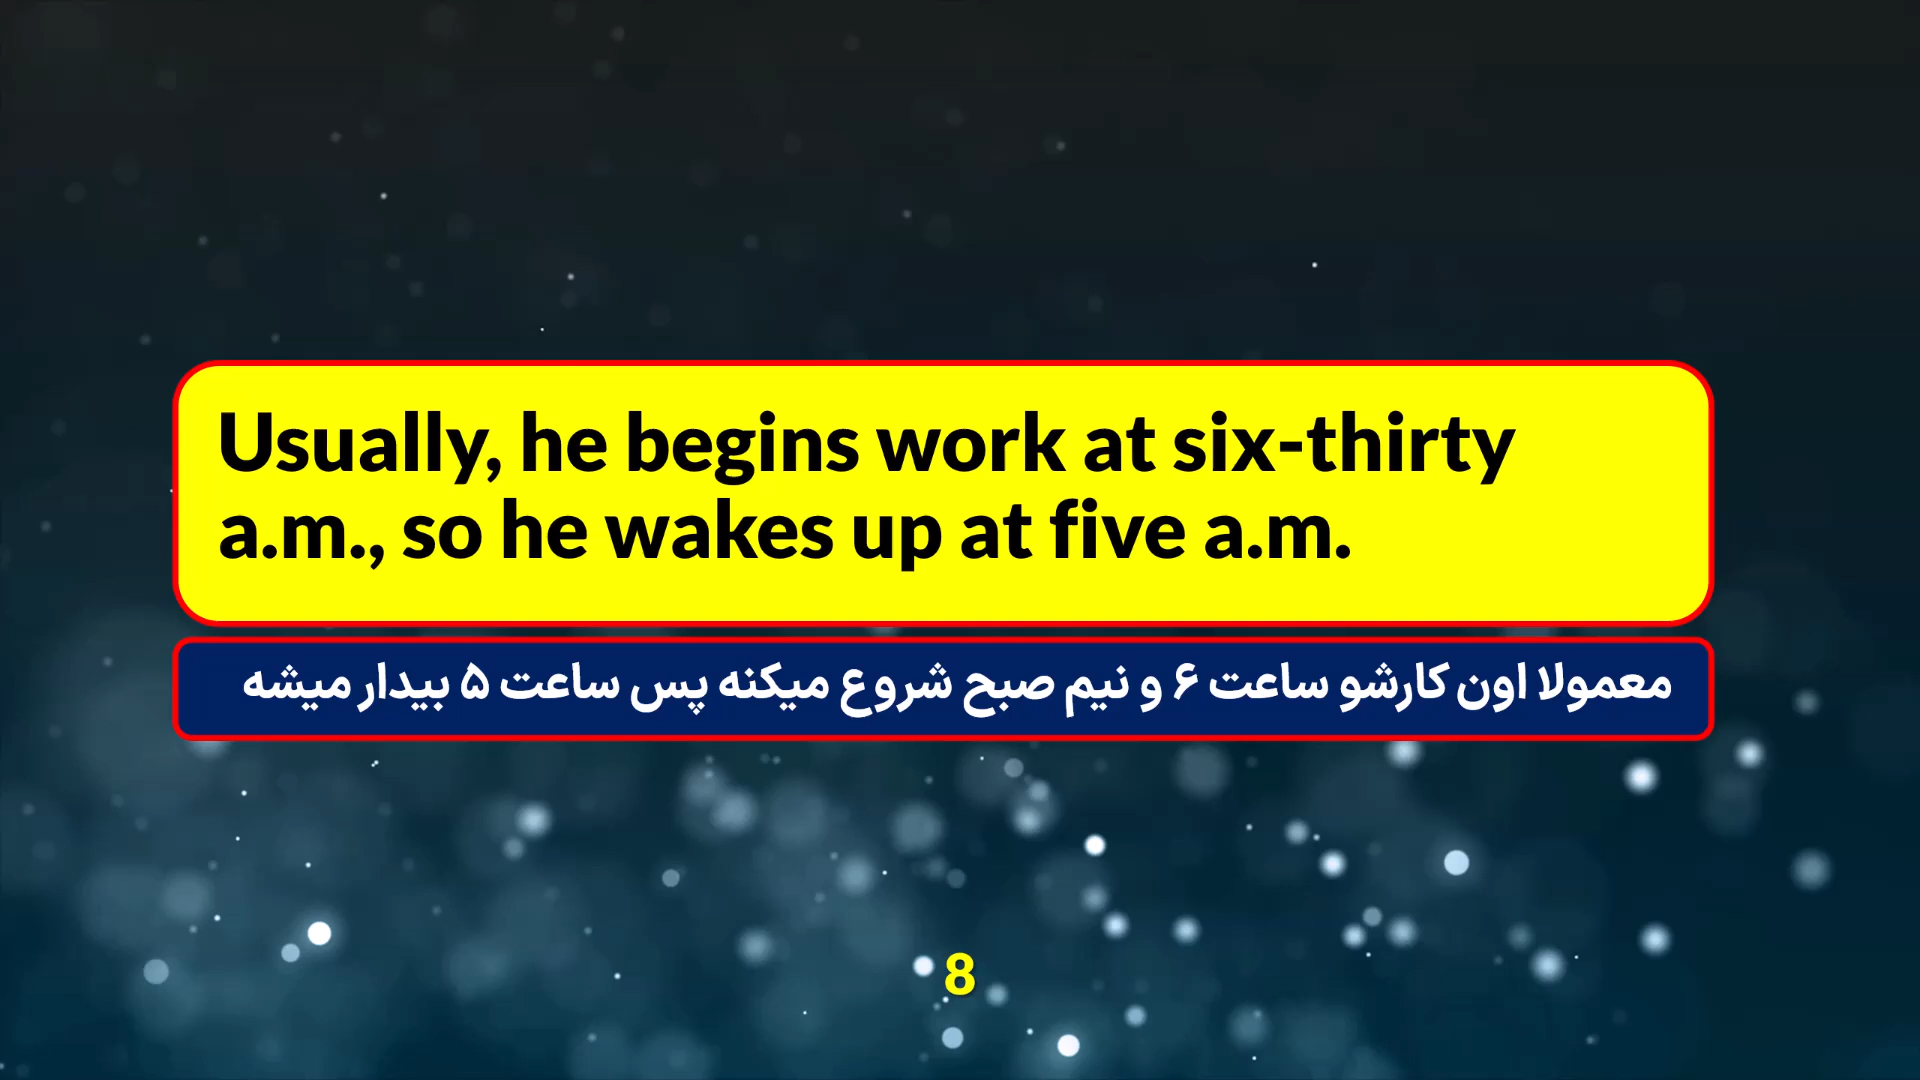 Usually, he begins work at six-thirty
a.m., so he wakes up at five a.m.
معمولا اون کارشو ساعت ۶ و نیم صبح شروع میکنه پس ساعت ۵ بیدار میشه
8